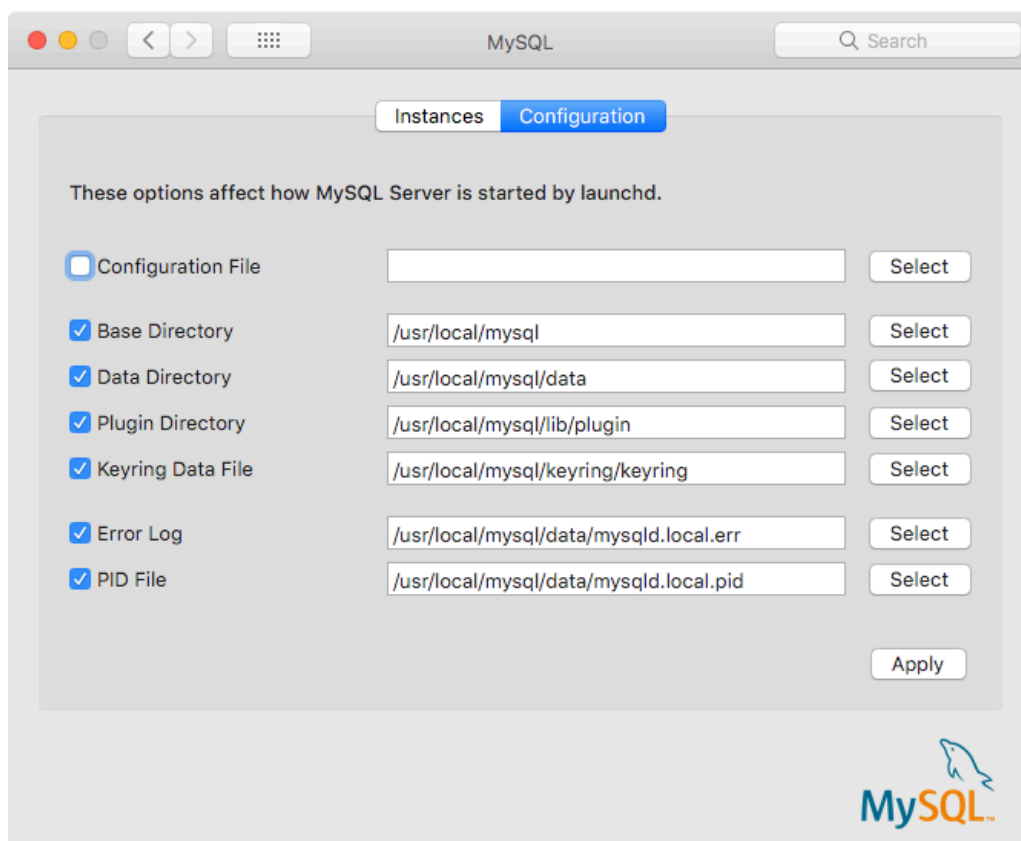 MySQL
Search
Instances
Configuration
These options affect how MySQL Server is started by launchd.
Configuration File
Select
Base Directory
/usr/local/mysql
Select
Data Directory
/usr/local/mysql/data
Select
Plugin Directory
/usr/local/mysql/lib/plugin
Select
Keyring Data File
/usr/local/mysql/keyring/keyring
Select
Error Log
/usr/local/mysql/data/mysqld.local.err
Select
PID File
/usr/local/mysql/data/mysqld.local.pid
Select
Apply
MySQL™